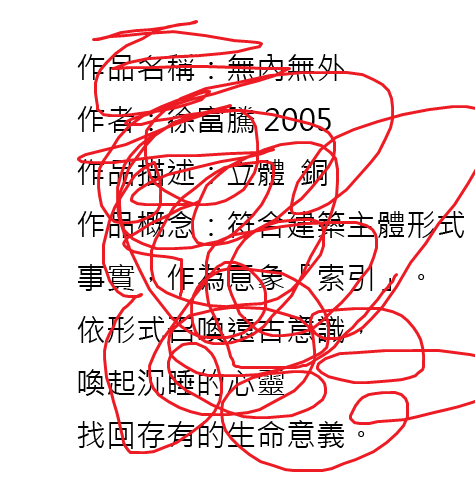 作品名稱：無內無外
作者：徐富騰 2005
作品描述：立體 銅
作品概念：符合建築主體形式
事實，作為意象「索引」。
依形式召喚遠古意識，
喚起沉睡的心靈
找回存有的生命意義。